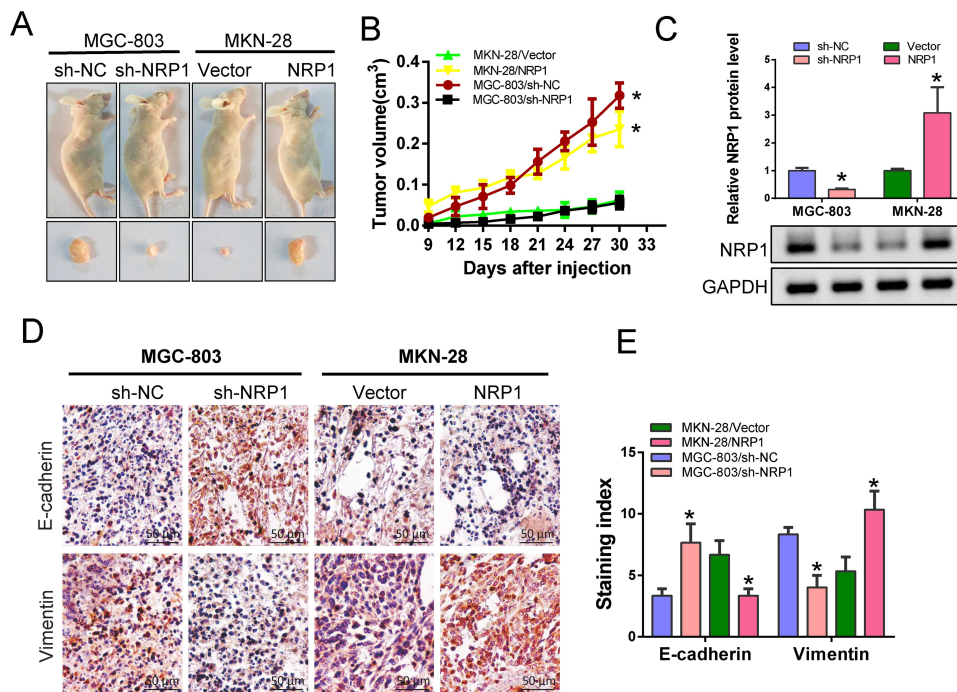 A
MGC-803 MKN-28
sh-NC sh-NRP1 Vector NRP1
B
MKN-28/Vector
MKN-28/NRP1
MGC-803/sh-NC
MGC-803/sh-NRP1
Tumor volume(cm3)
0.4
0.3
0.2
0.1
0.0
* *
9 12 15 18 21 24 27 30 33
Days after injection
C
sh-NC Vector
sh-NRP1 NRP1
Relative NRP1 protein level
5
4
3
2
1
0
* *
MGC-803 MKN-28
NRP1
GAPDH
D
MGC-803 MKN-28
sh-NC sh-NRP1 Vector NRP1
E-cadherin
50 μm 50 μm 50 μm 50 μm
Vimentin
50 μm 50 μm 50 μm 50 μm
E
MKN-28/Vector
MKN-28/NRP1
MGC-803/sh-NC
MGC-803/sh-NRP1
Staining index
15
10
5
0
* * * *
E-cadherin Vimentin